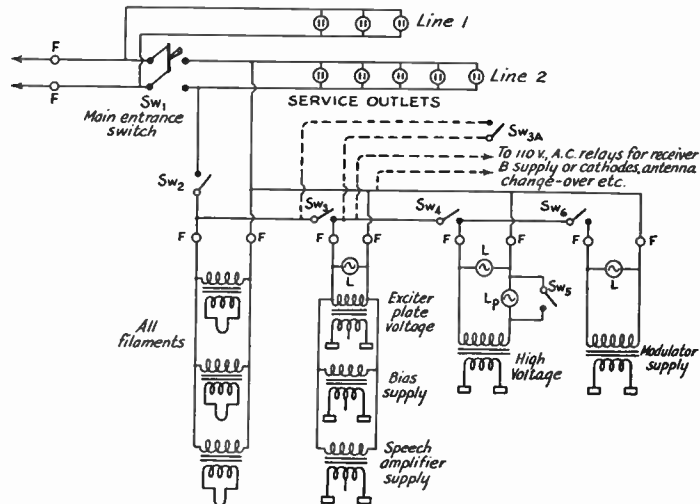 Line 1
F
F
Sw1
Main entrance
switch
Line 2
SERVICE OUTLETS
Sw3A
To 110 v., A.C. relays for receiver
B supply or cathodes, antenna
change-over etc.
Sw2
Sw3
Sw4
Sw6
F
F
F
F
F
F
F
F
L
L
Lp
Sw5
L
All
filaments
Exciter
plate
voltage
Bias
supply
Speech
amplifier
supply
High
Voltage
Modulator
supply